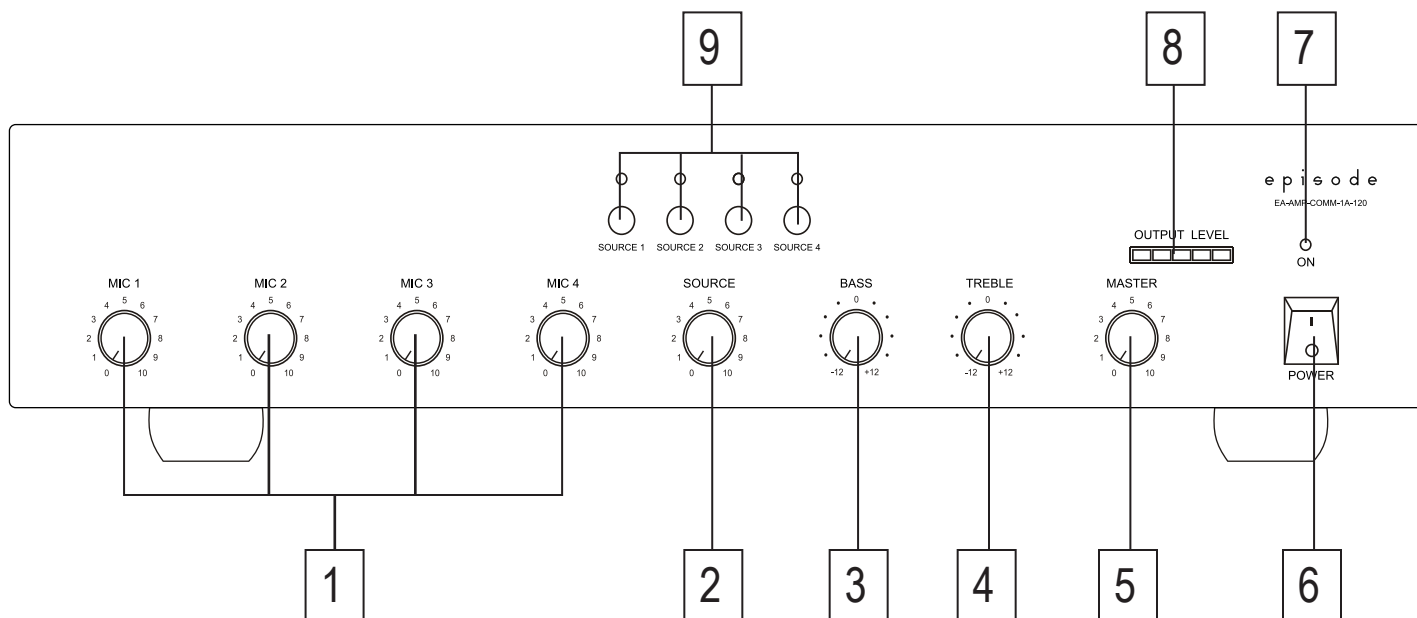 9
8
7
episode
EA-AMP-COMM-1A-120
SOURCE 1
SOURCE 2
SOURCE 3
SOURCE 4
OUTPUT LEVEL
ON
MIC 1
0 1 2 3 4 5 6 7 8 9 10
MIC 2
0 1 2 3 4 5 6 7 8 9 10
MIC 3
0 1 2 3 4 5 6 7 8 9 10
MIC 4
0 1 2 3 4 5 6 7 8 9 10
SOURCE
0 1 2 3 4 5 6 7 8 9 10
BASS
0
-12 +12
TREBLE
0
-12 +12
MASTER
0 1 2 3 4 5 6 7 8 9 10
I
O
POWER
1
2
3
4
5
6